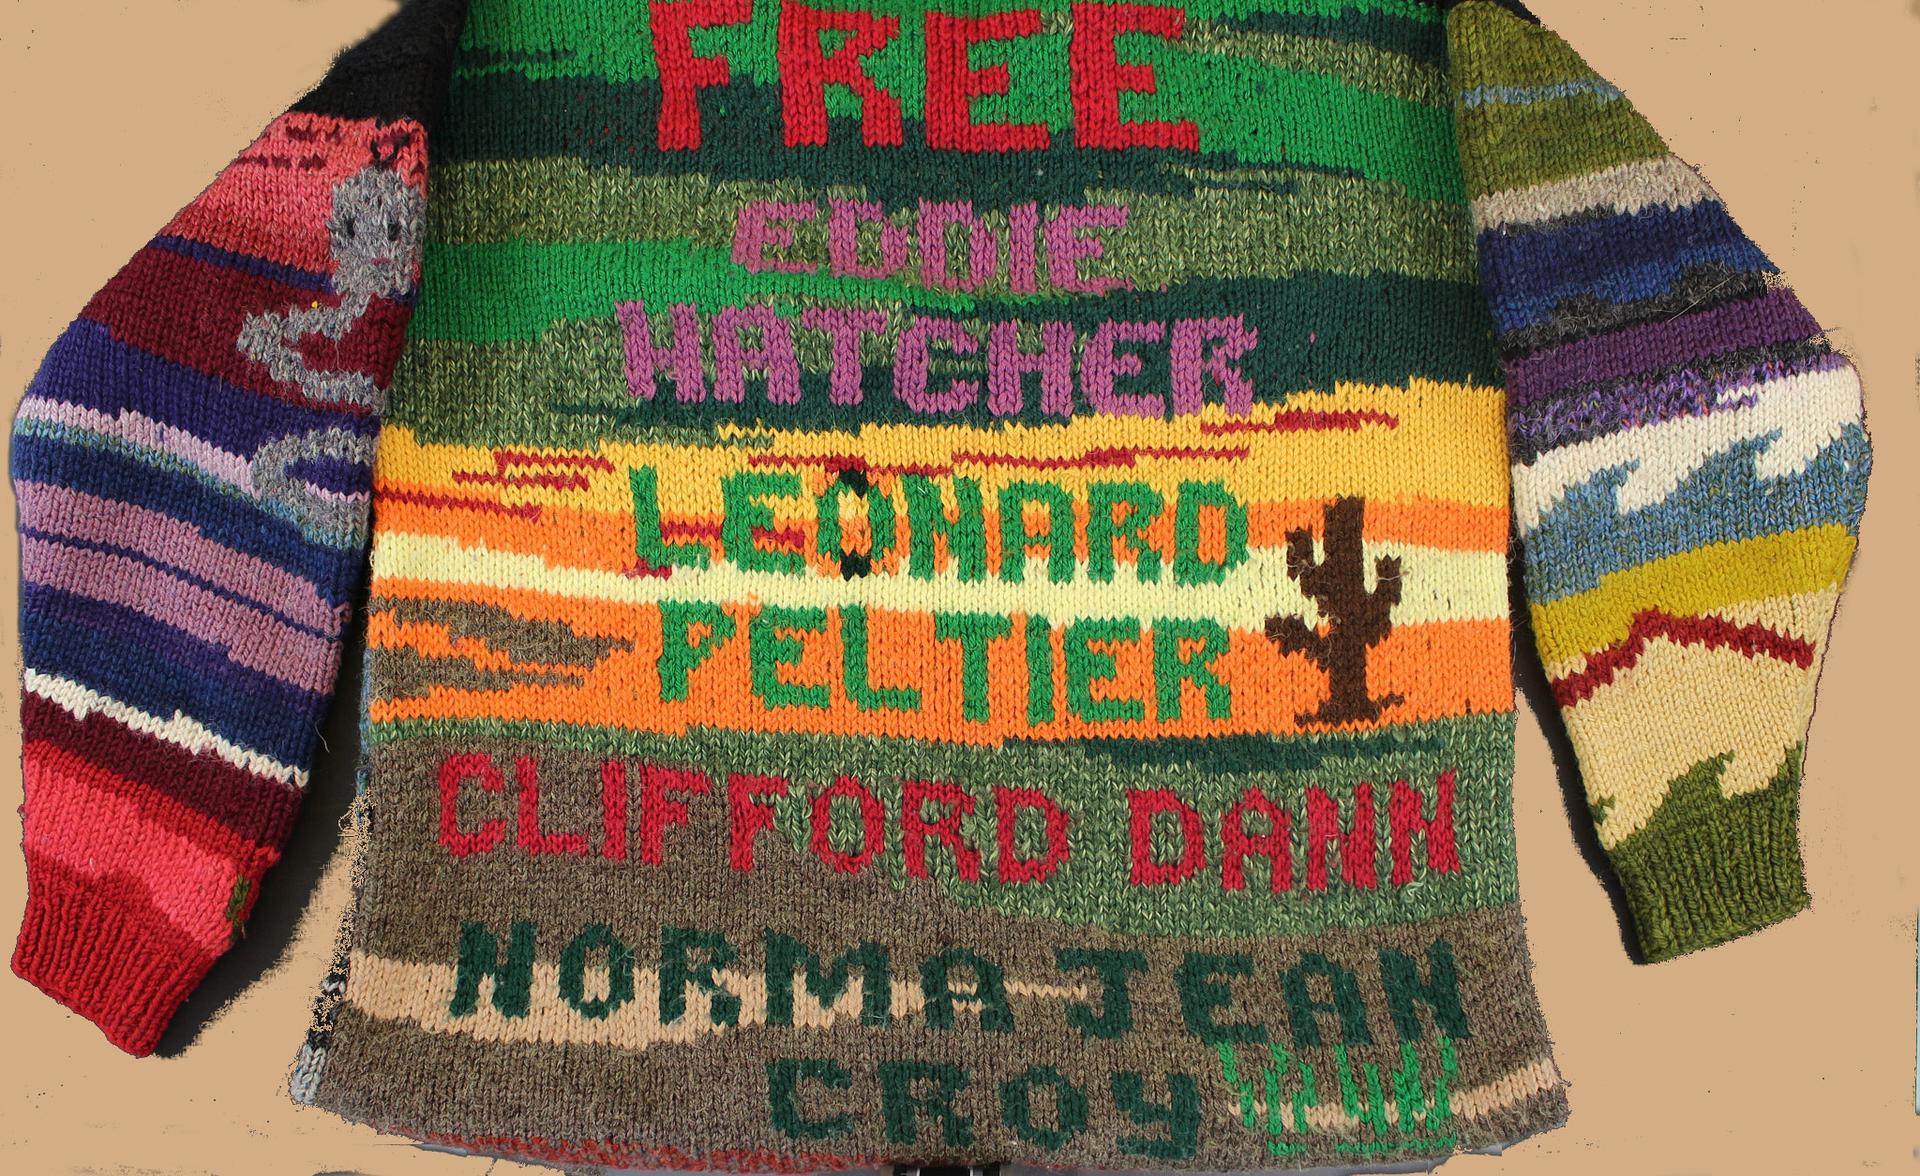 FREE
EDDIE
HATCHER
LEONARD
PELTIER
CLIFFORD DANN
NORMA JEAN
CROY